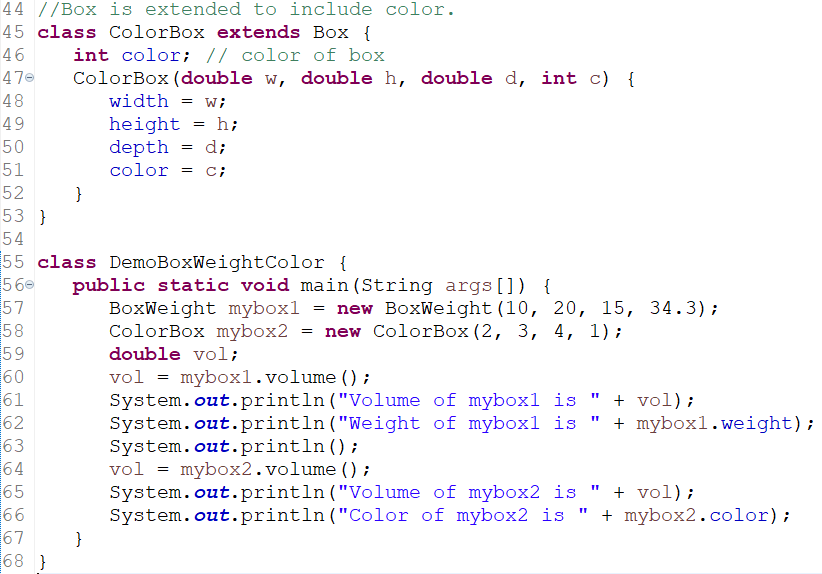 44 //Box is extended to include color.
45 class ColorBox extends Box {
46    int color; // color of box
47    ColorBox(double w, double h, double d, int c) {
48       width = w;
49       height = h;
50       depth = d;
51       color = c;
52    }
53 }
54
55 class DemoBoxWeightColor {
56    public static void main(String args[]) {
57       BoxWeight mybox1 = new BoxWeight(10, 20, 15, 34.3);
58       ColorBox mybox2 = new ColorBox(2, 3, 4, 1);
59       double vol;
60       vol = mybox1.volume();
61       System.out.println("Volume of mybox1 is " + vol);
62       System.out.println("Weight of mybox1 is " + mybox1.weight);
63       System.out.println();
64       vol = mybox2.volume();
65       System.out.println("Volume of mybox2 is " + vol);
66       System.out.println("Color of mybox2 is " + mybox2.color);
67    }
68 }